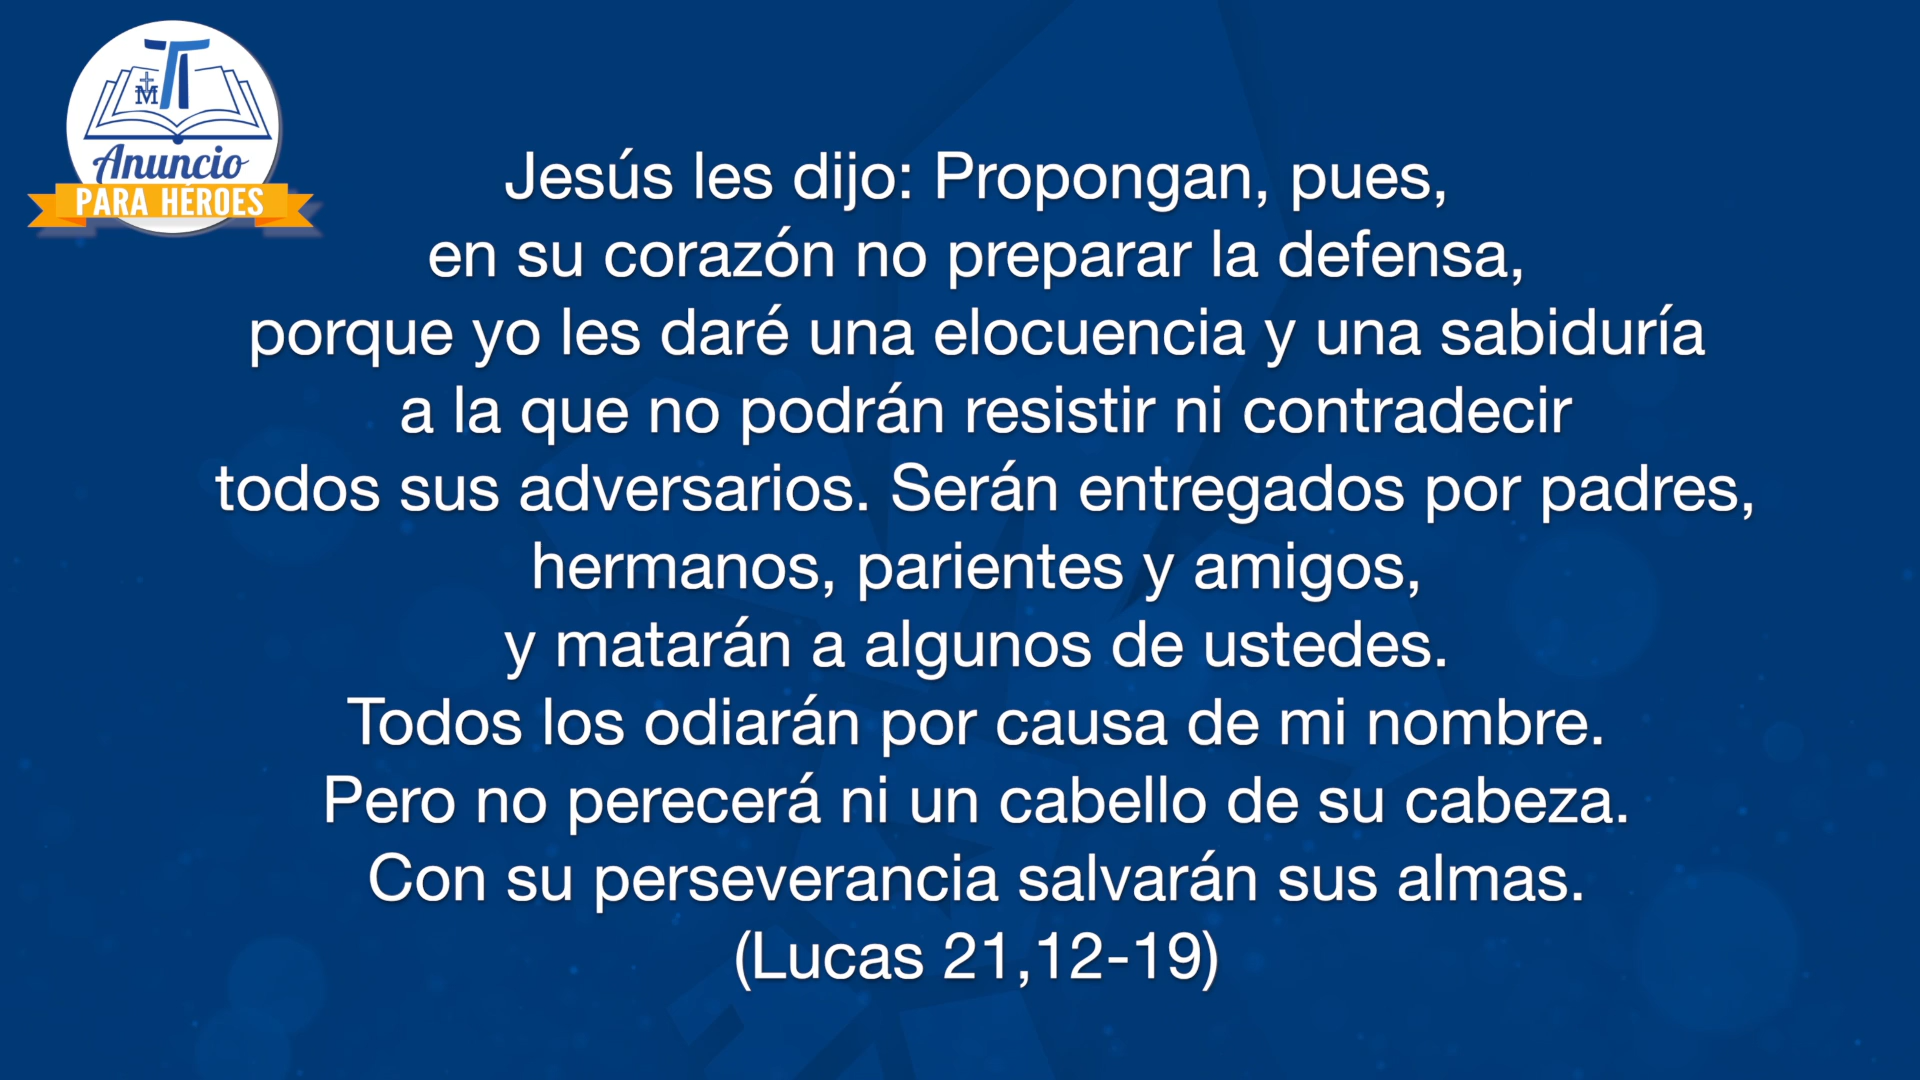 M
Anuncio
PARA HÉROES
Jesús les dijo: Propongan, pues,
en su corazón no preparar la defensa,
porque yo les daré una elocuencia y una sabiduría
a la que no podrán resistir ni contradecir
todos sus adversarios. Serán entregados por padres,
hermanos, parientes y amigos,
y matarán a algunos de ustedes.
Todos los odiarán por causa de mi nombre.
Pero no perecerá ni un cabello de su cabeza.
Con su perseverancia salvarán sus almas.
(Lucas 21,12-19)